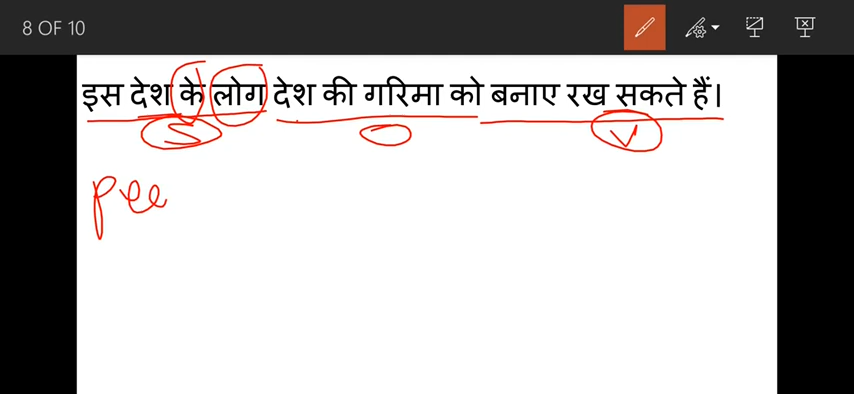 8 OF 10
इस देश के लोग देश की गरिमा को बनाए रख सकते हैं।
S O V
pee